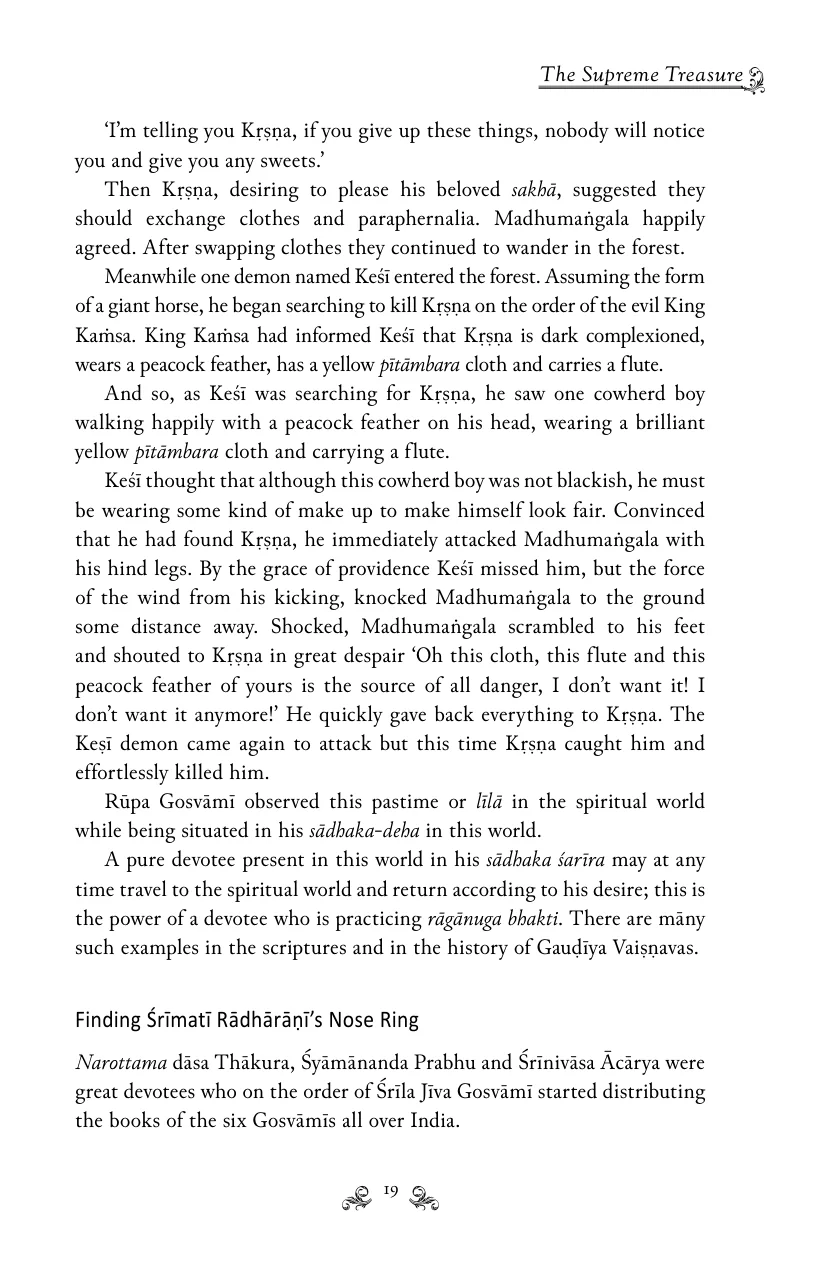 The Supreme Treasure
‘I’m telling you Kṛṣṇa, if you give up these things, nobody will notice
you and give you any sweets.’
Then Kṛṣṇa, desiring to please his beloved sakhā, suggested they
should exchange clothes and paraphernalia. Madhumaṅgala happily
agreed. After swapping clothes they continued to wander in the forest.
Meanwhile one demon named Keśī entered the forest. Assuming the form
of a giant horse, he began searching to kill Kṛṣṇa on the order of the evil King
Kaṁsa. King Kaṁsa had informed Keśī that Kṛṣṇa is dark complexioned,
wears a peacock feather, has a yellow pītāmbara cloth and carries a flute.
And so, as Keśī was searching for Kṛṣṇa, he saw one cowherd boy
walking happily with a peacock feather on his head, wearing a brilliant
yellow pītāmbara cloth and carrying a flute.
Keśī thought that although this cowherd boy was not blackish, he must
be wearing some kind of make up to make himself look fair. Convinced
that he had found Kṛṣṇa, he immediately attacked Madhumaṅgala with
his hind legs. By the grace of providence Keśī missed him, but the force
of the wind from his kicking, knocked Madhumaṅgala to the ground
some distance away. Shocked, Madhumaṅgala scrambled to his feet
and shouted to Kṛṣṇa in great despair ‘Oh this cloth, this flute and this
peacock feather of yours is the source of all danger, I don’t want it! I
don’t want it anymore!’ He quickly gave back everything to Kṛṣṇa. The
Keṣī demon came again to attack but this time Kṛṣṇa caught him and
effortlessly killed him.
Rūpa Gosvāmī observed this pastime or līlā in the spiritual world
while being situated in his sādhaka-deha in this world.
A pure devotee present in this world in his sādhaka śarīra may at any
time travel to the spiritual world and return according to his desire; this is
the power of a devotee who is practicing rāgānuga bhakti. There are māny
such examples in the scriptures and in the history of Gauḍīya Vaiṣṇavas.
Finding Śrīmatī Rādhārāṇī’s Nose Ring
Narottama dāsa Thākura, Śyāmānanda Prabhu and Śrīnivāsa Ācārya were
great devotees who on the order of Śrīla Jīva Gosvāmī started distributing
the books of the six Gosvāmīs all over India.
19